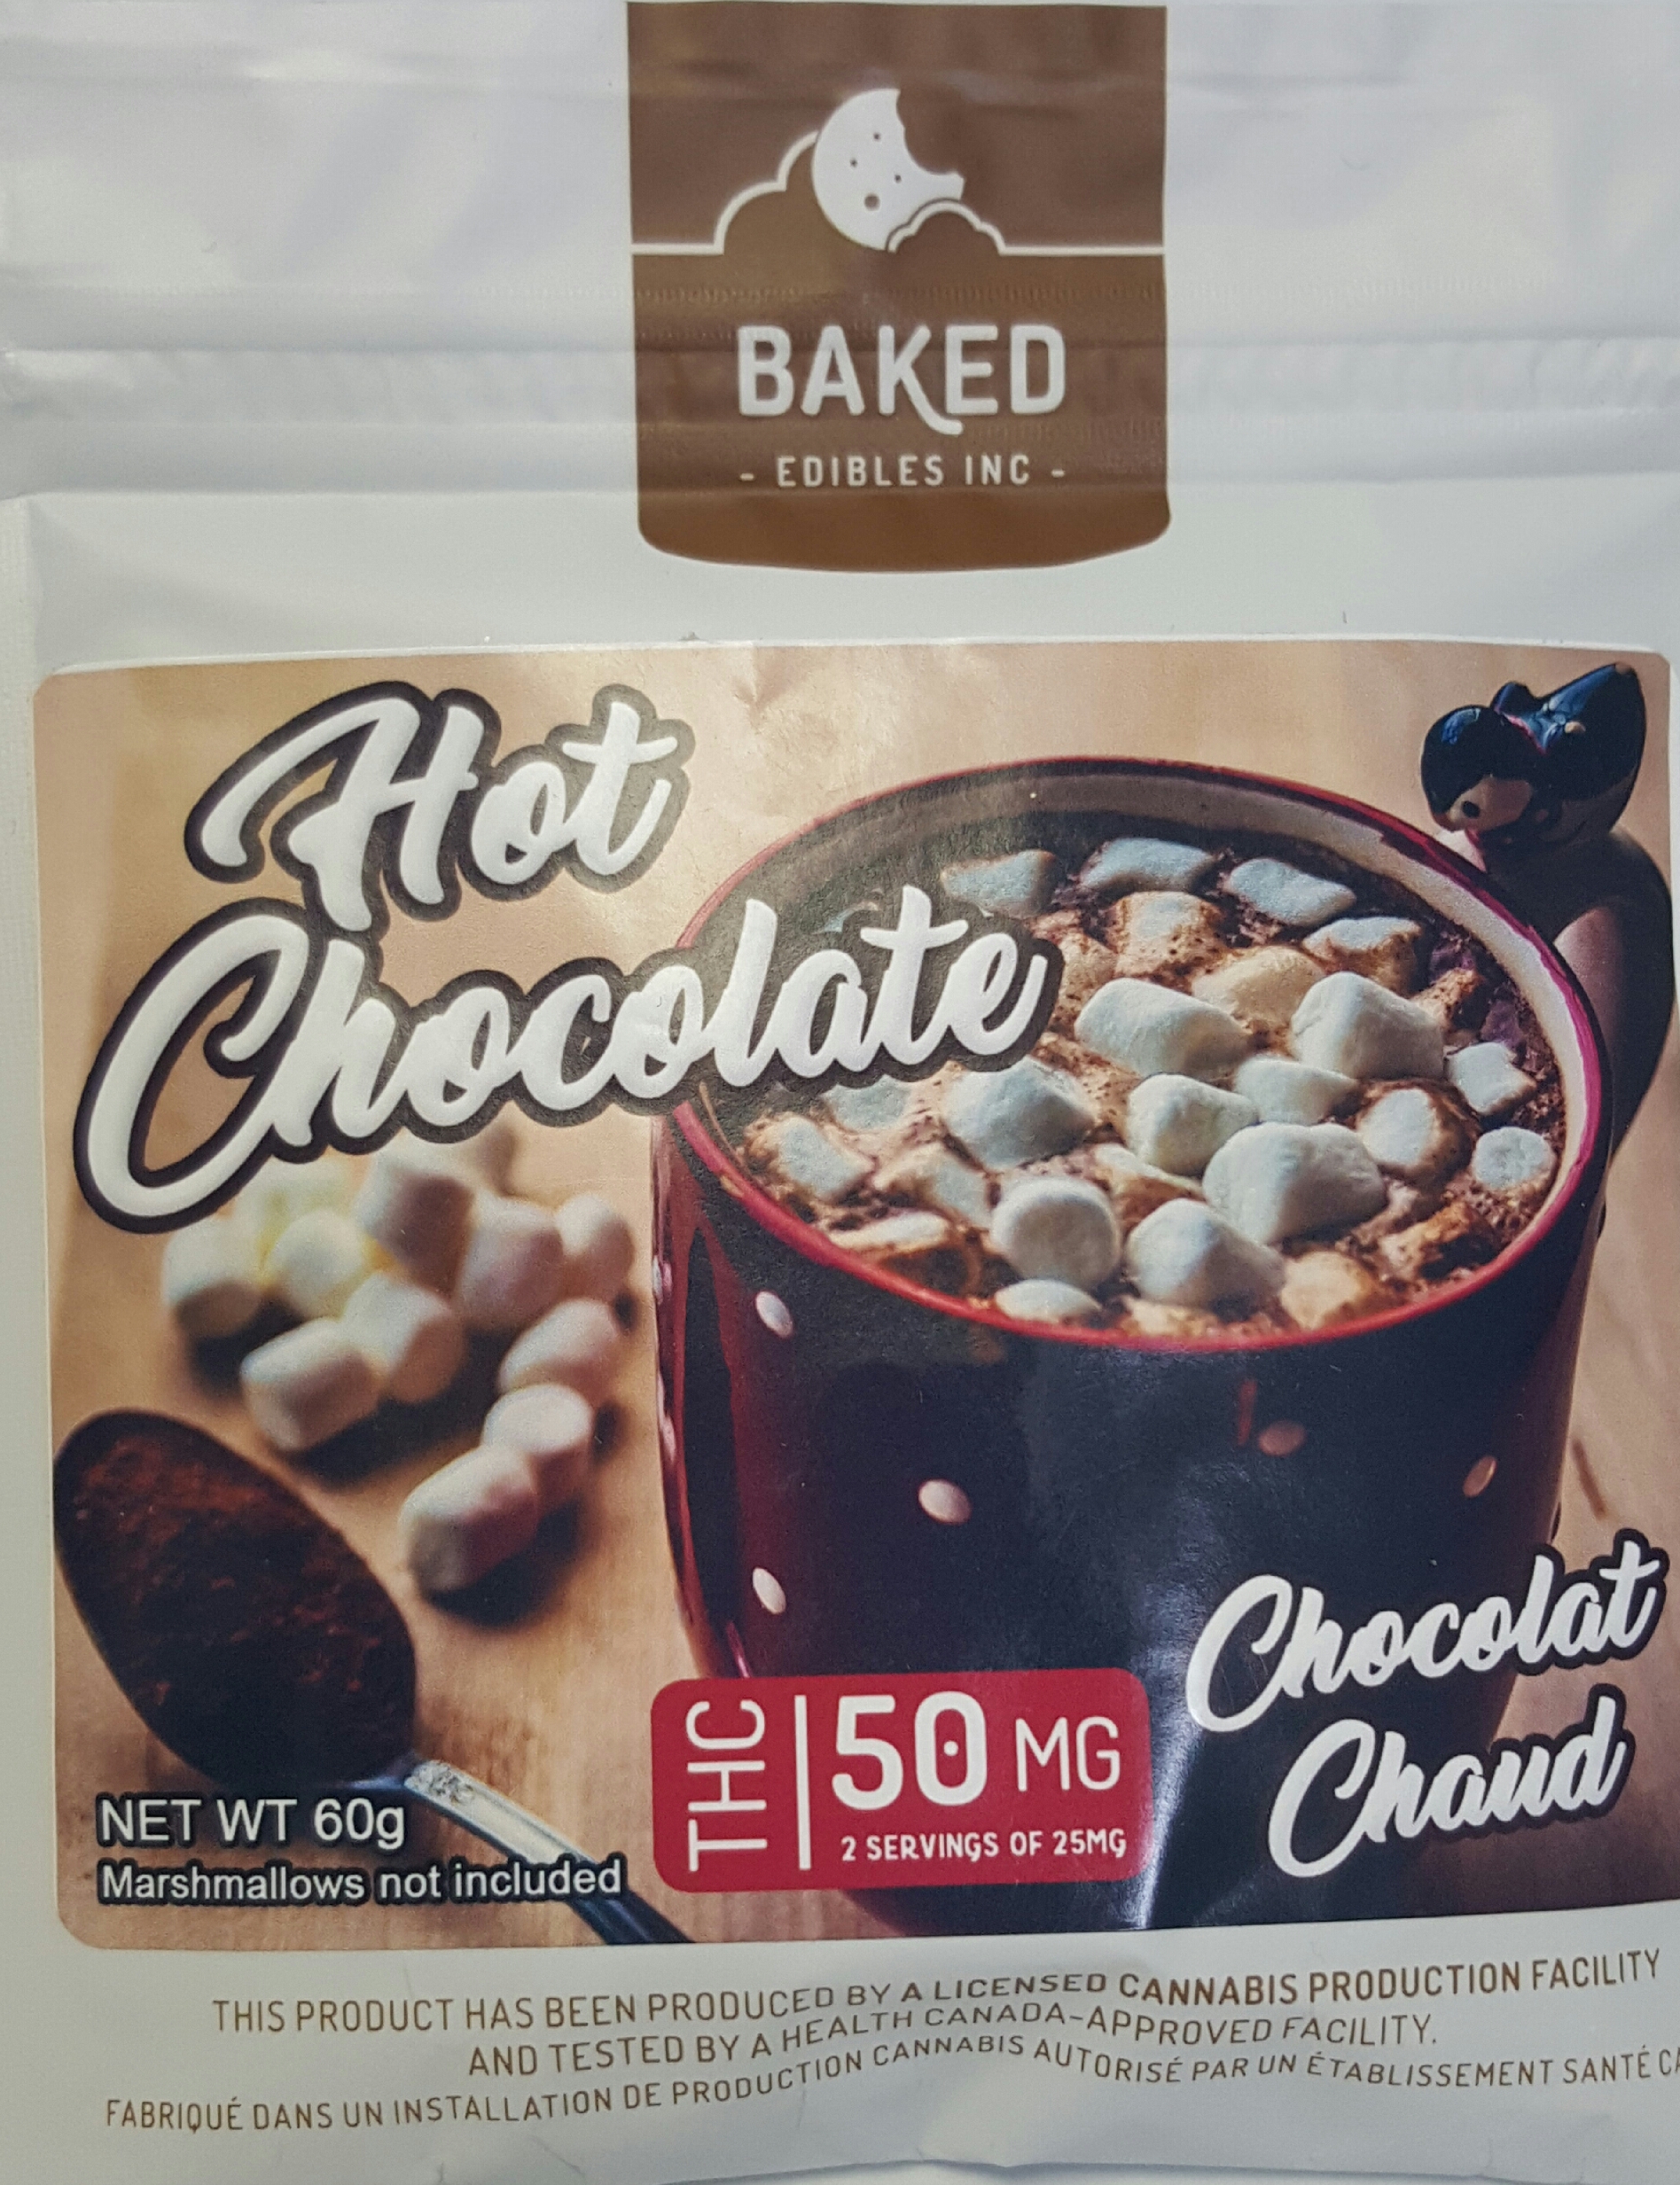 BAKED
- EDIBLES INC -
Hot
Chocolate
Chocolat
Chaud
THC
50 MG
2 SERVINGS OF 25MG
NET WT 60g
Marshmallows not included
THIS PRODUCT HAS BEEN PRODUCED BY A LICENSED CANNABIS PRODUCTION FACILITY
AND TESTED BY A HEALTH CANADA-APPROVED FACILITY.
FABRIQUÉ DANS UN INSTALLATION DE PRODUCTION CANNABIS AUTORISÉ PAR UN ÉTABLISSEMENT SANTÉ